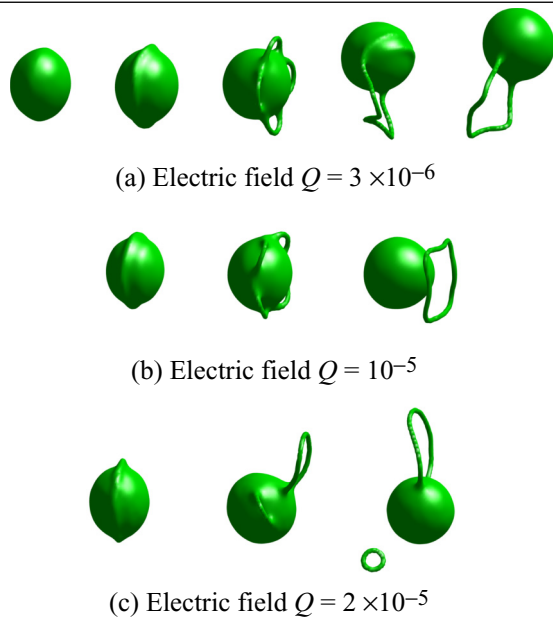 (a) Electric field Q = 3 ×10⁻⁶
(b) Electric field Q = 10⁻⁵
(c) Electric field Q = 2 ×10⁻⁵